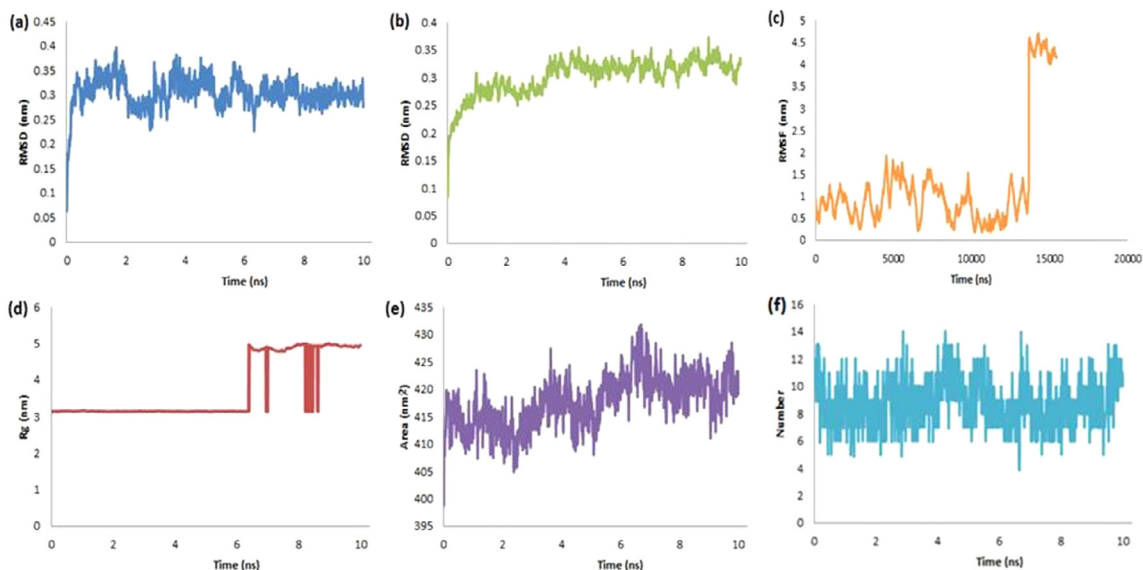 (a)
RMSD (nm)
0.45
0.4
0.35
0.3
0.25
0.2
0.15
0.1
0.05
0
0 2 4 6 8 10
Time (ns)
(b)
RMSD (nm)
0.4
0.35
0.3
0.25
0.2
0.15
0.1
0.05
0
0 2 4 6 8 10
Time (ns)
(c)
RMSF (nm)
5
4.5
4
3.5
3
2.5
2
1.5
1
0.5
0
0 5000 10000 15000 20000
Time (ns)
(d)
Rg (nm)
6
5
4
3
2
1
0
0 2 4 6 8 10
Time (ns)
(e)
Area (nm2)
435
430
425
420
415
410
405
400
395
0 2 4 6 8 10
Time (ns)
(f)
Number
16
14
12
10
8
6
4
2
0
0 2 4 6 8 10
Time (ns)